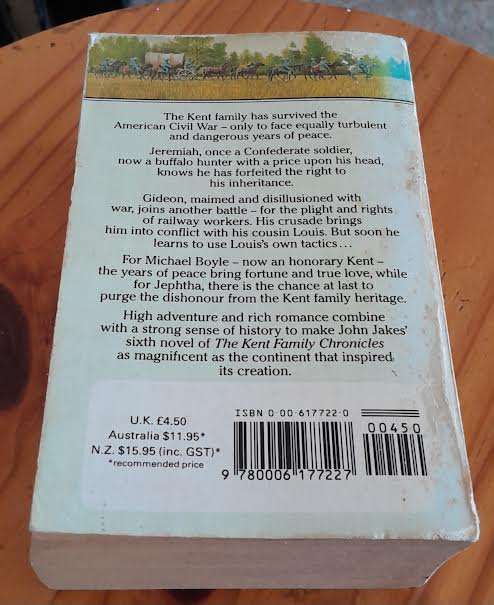 The Kent family has survived the
American Civil War – only to face equally turbulent
and dangerous years of peace.
Jeremiah, once a Confederate soldier,
now a buffalo hunter with a price upon his head,
knows he has forfeited the right to
his inheritance.
Gideon, maimed and disillusioned with
war, joins another battle – for the plight and rights
of railway workers. His crusade brings
him into conflict with his cousin Louis. But soon he
learns to use Louis's own tactics...
For Michael Boyle – now an honorary Kent –
the years of peace bring fortune and true love, while
for Jephtha, there is the chance at last to
purge the dishonour from the Kent family heritage.
High adventure and rich romance combine
with a strong sense of history to make John Jakes'
sixth novel of The Kent Family Chronicles
as magnificent as the continent that inspired
its creation.
U.K. £4.50
Australia $11.95*
N.Z. $15.95 (inc. GST)*
*recommended price
ISBN 0-00-617722-0
00450
9 780006 177227